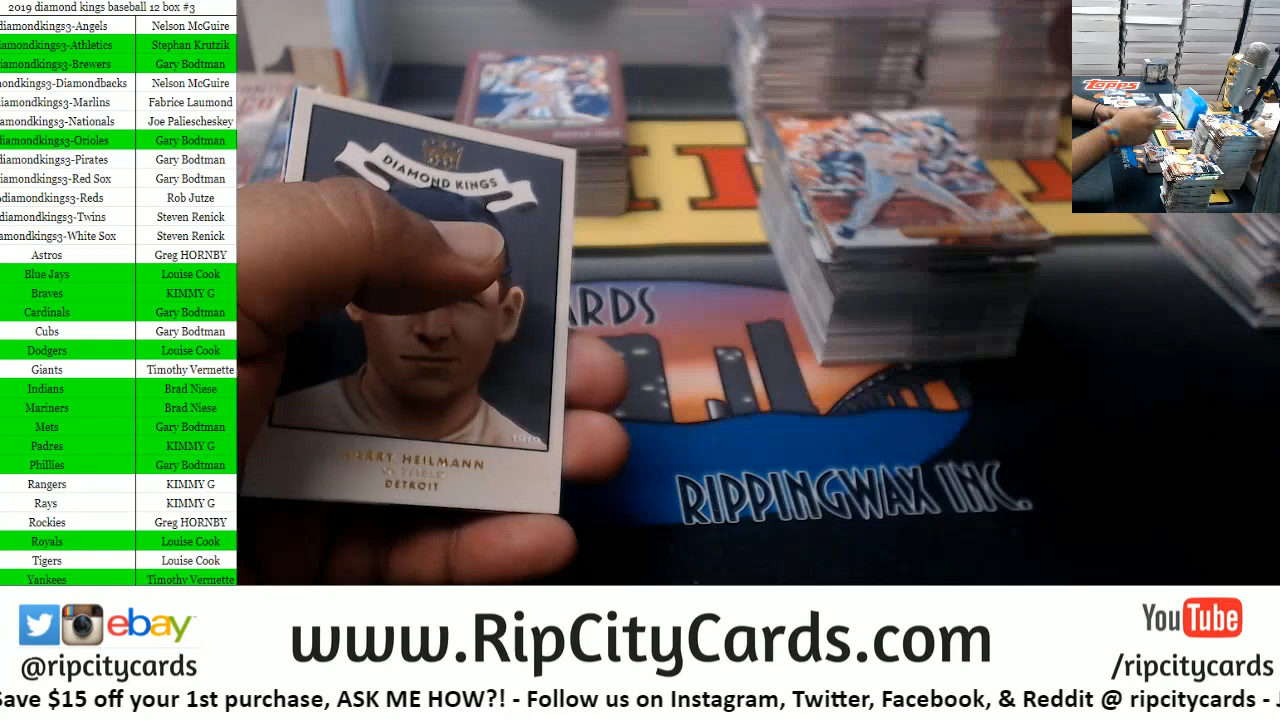 2019 diamond kings baseball 12 box #3
diamondkings3-Angels Nelson McGuire
diamondkings3-Athletics Stephan Krutzik
diamondkings3-Brewers Gary Bodtman
mondkings3-Diamondbacks Nelson McGuire
diamondkings3-Marlins Fabrice Laumond
diamondkings3-Nationals Joe Paliescheskey
diamondkings3-Orioles Gary Bodtman
diamondkings3-Pirates Gary Bodtman
diamondkings3-Red Sox Gary Bodtman
diamondkings3-Reds Rob Jutze
diamondkings3-Twins Steven Renick
amondkings3-White Sox Steven Renick
Astros Greg HORNBY
Blue Jays Louise Cook
Braves KIMMY G
Cardinals Gary Bodtman
Cubs Gary Bodtman
Dodgers Louise Cook
Giants Timothy Vermette
Indians Brad Niese
Mariners Brad Niese
Mets Gary Bodtman
Padres KIMMY G
Phillies Gary Bodtman
Rangers KIMMY G
Rays KIMMY G
Rockies Greg HORNBY
Royals Louise Cook
Tigers Louise Cook
Yankees Timothy Vermette
DIAMOND KINGS
1919
HARRY HEILMANN
DETROIT
ARDS
RIPPINGWAX INC.
Topps
ebay
@ripcitycards
www.RipCityCards.com
YouTube
/ripcitycards
Save $15 off your 1st purchase, ASK ME HOW?! - Follow us on Instagram, Twitter, Facebook, & Reddit @ ripcitycards -